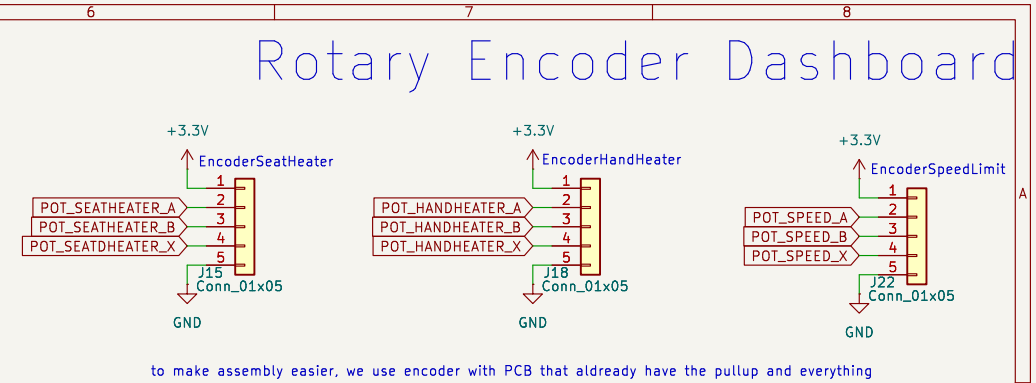 6 7 8
Rotary Encoder Dashboard
+3.3V +3.3V +3.3V
EncoderSeatHeater EncoderHandHeater EncoderSpeedLimit
A
1
POT_SEATHEATER_A 2
POT_SEATHEATER_B 3
POT_SEATDHEATER_X 4
5
J15
Conn_01x05
GND
1
POT_HANDHEATER_A 2
POT_HANDHEATER_B 3
POT_HANDHEATER_X 4
5
J18
Conn_01x05
GND
1
POT_SPEED_A 2
POT_SPEED_B 3
POT_SPEED_X 4
5
J22
Conn_01x05
GND
to make assembly easier, we use encoder with PCB that aldready have the pullup and everything